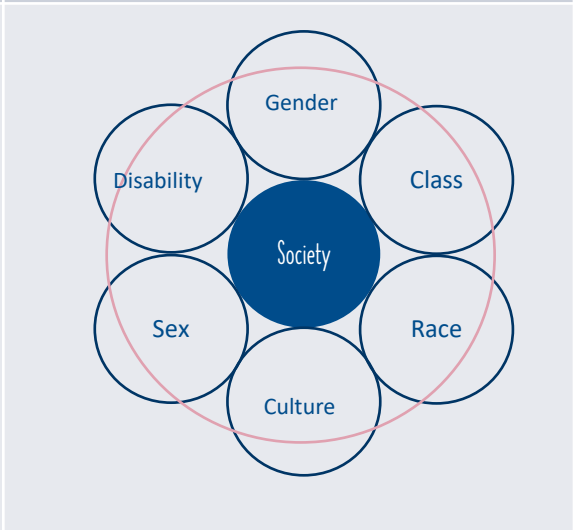 Gender
Disability
Class
Society
Sex
Race
Culture